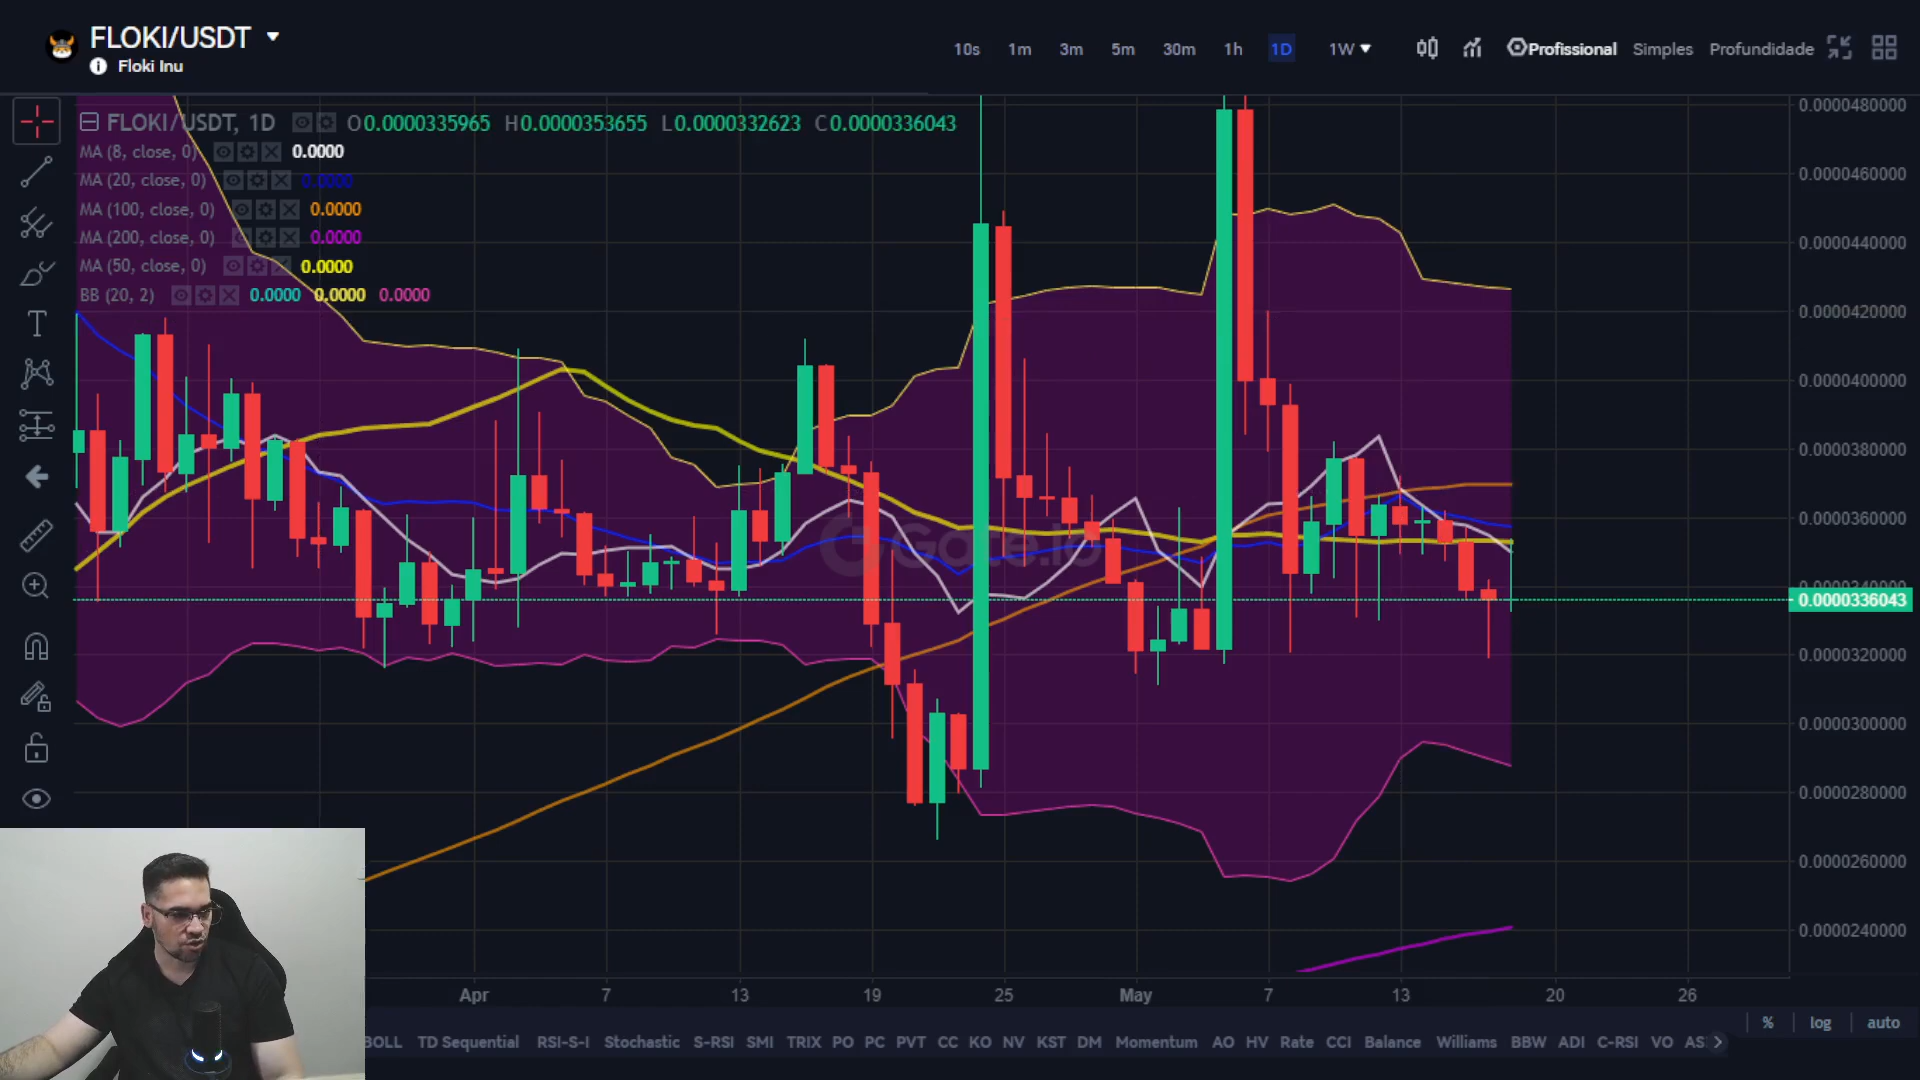 FLOKI/USDT
Floki Inu
10s 1m 3m 5m 30m 1h 1D 1W Profissional Simples Profundidade
FLOKI/USDT, 1D O0.0000335965 H0.0000353655 L0.0000332623 C0.0000336043
MA (8, close, 0) 0.0000
MA (20, close, 0) 0.0000
MA (100, close, 0) 0.0000
MA (200, close, 0) 0.0000
MA (50, close, 0) 0.0000
BB (20, 2) 0.0000 0.0000 0.0000
0.0000480000
0.0000460000
0.0000440000
0.0000420000
0.0000400000
0.0000380000
0.0000360000
0.0000340000
0.0000336043
0.0000320000
0.0000300000
0.0000280000
0.0000260000
0.0000240000
Gate.io
Apr 7 13 19 25 May 7 13 20 26
% log auto
BOLL TD Sequential RSI-S-I Stochastic S-RSI SMI TRIX PO PC PVT CC KO NV KST DM Momentum AO HV Rate CCI Balance Williams BBW ADI C-RSI VO AS